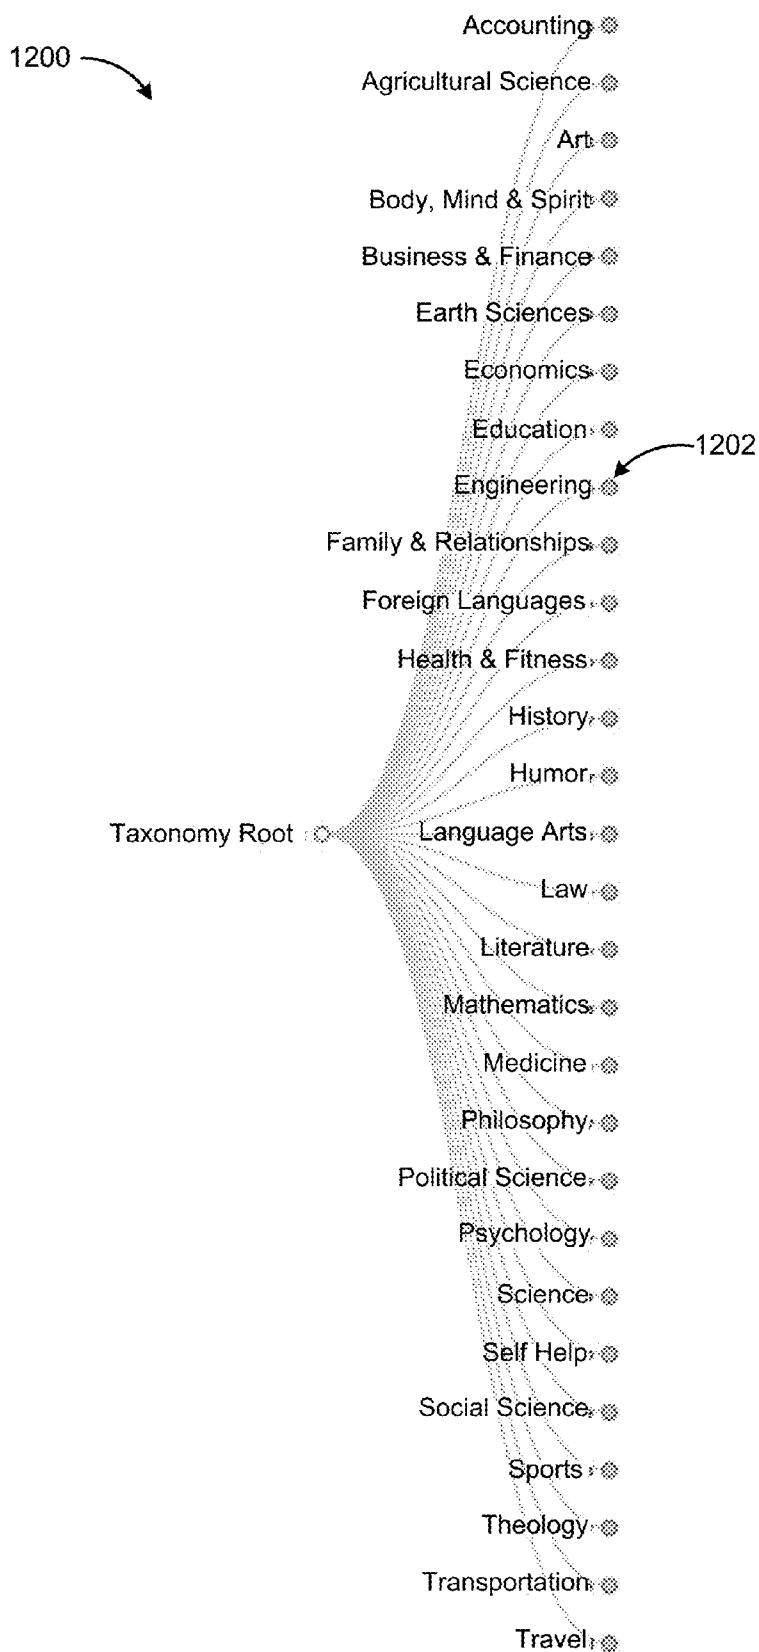 Accounting
1200
Agricultural Science
Art
Body, Mind & Spirit
Business & Finance
Earth Sciences
Economics
Education
1202
Engineering
Family & Relationships
Foreign Languages
Health & Fitness
History
Humor
Taxonomy Root
Language Arts
Law
Literature
Mathematics
Medicine
Philosophy
Political Science
Psychology
Science
Self Help
Social Science
Sports
Theology
Transportation
Travel